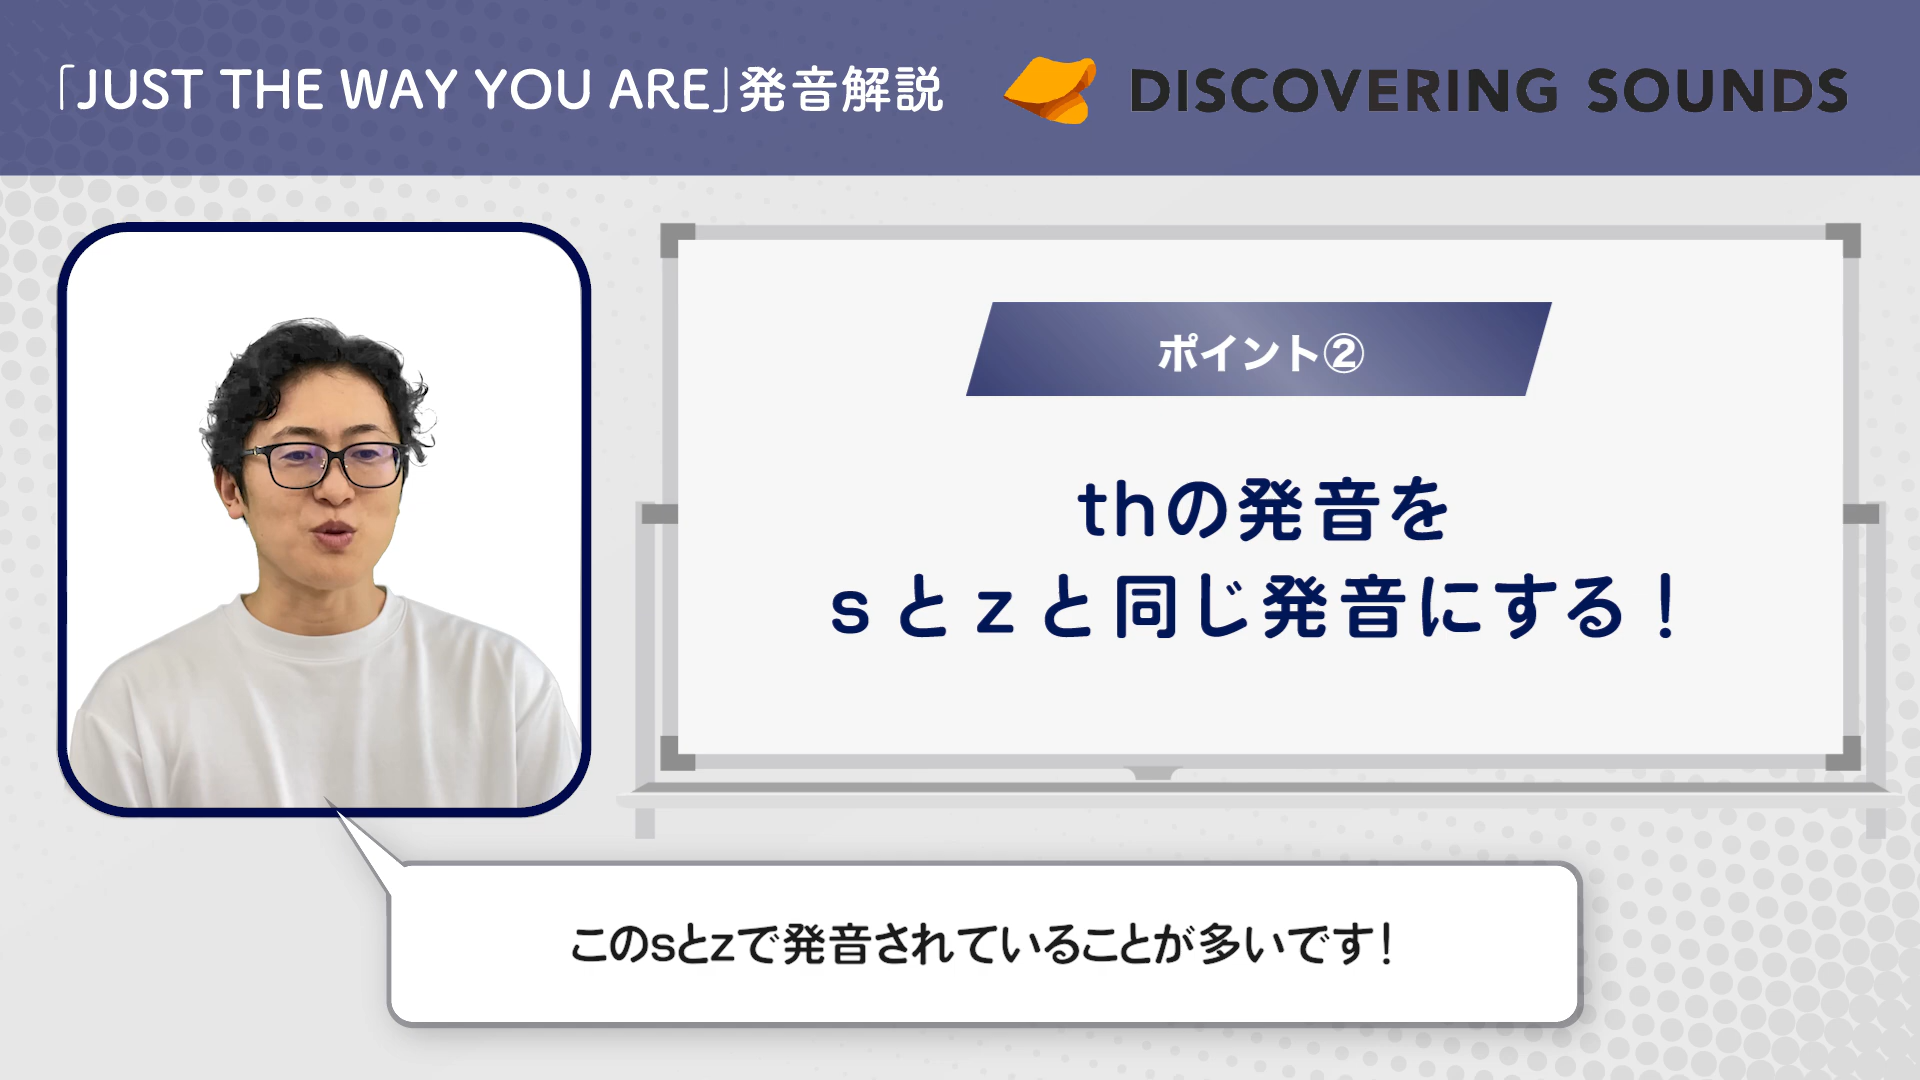 「JUST THE WAY YOU ARE」発音解説
DISCOVERING SOUNDS
ポイント②
thの発音を
sとzと同じ発音にする！
このsとzで発音されていることが多いです！